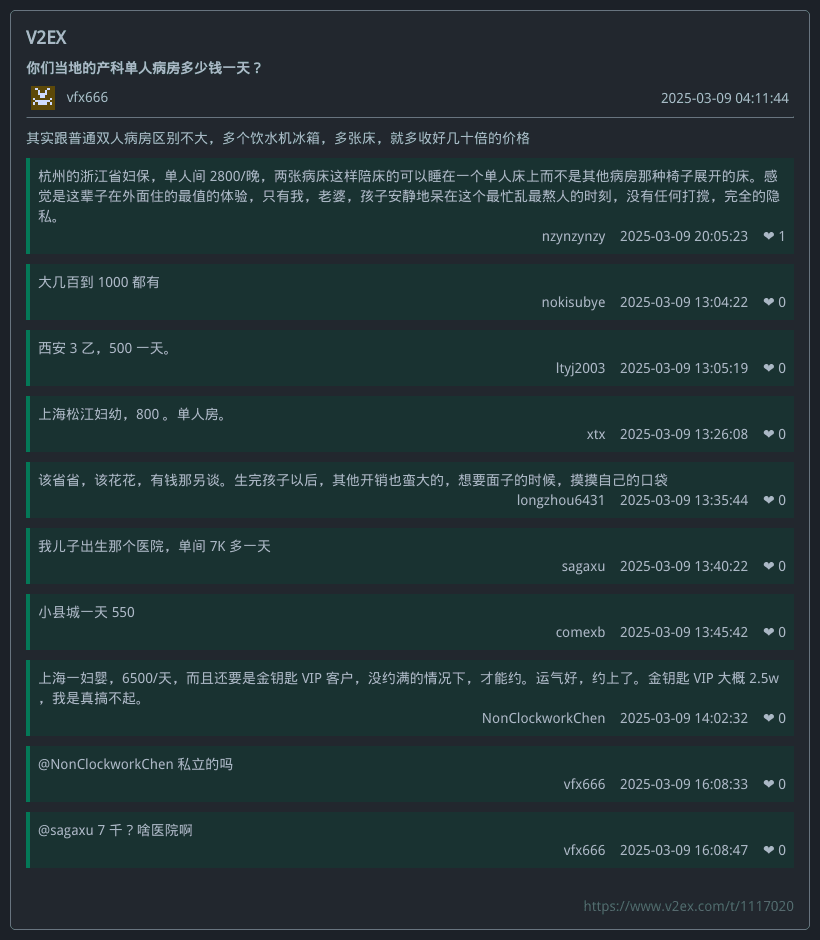 V2EX
你们当地的产科单人病房多少钱一天？
vfx666 2025-03-09 04:11:44
其实跟普通双人病房区别不大，多个饮水机冰箱，多张床，就多收好几十倍的价格
杭州的浙江省妇保，单人间 2800/晚，两张病床这样陪床的可以睡在一个单人床上而不是其他病房那种椅子展开的床。感
觉是这辈子在外面住的最值的体验，只有我，老婆，孩子安静地呆在这个最忙乱最熬人的时刻，没有任何打搅，完全的隐
私。
nzynzynzy 2025-03-09 20:05:23 ❤ 1
大几百到 1000 都有
nokisubye 2025-03-09 13:04:22 ❤ 0
西安 3 乙，500 一天。
ltyj2003 2025-03-09 13:05:19 ❤ 0
上海松江妇幼，800 。单人房。
xtx 2025-03-09 13:26:08 ❤ 0
该省省，该花花，有钱那另谈。生完孩子以后，其他开销也蛮大的，想要面子的时候，摸摸自己的口袋
longzhou6431 2025-03-09 13:35:44 ❤ 0
我儿子出生那个医院，单间 7K 多一天
sagaxu 2025-03-09 13:40:22 ❤ 0
小县城一天 550
comexb 2025-03-09 13:45:42 ❤ 0
上海一妇婴，6500/天，而且还要是金钥匙 VIP 客户，没约满的情况下，才能约。运气好，约上了。金钥匙 VIP 大概 2.5w
，我是真搞不起。
NonClockworkChen 2025-03-09 14:02:32 ❤ 0
@NonClockworkChen 私立的吗
vfx666 2025-03-09 16:08:33 ❤ 0
@sagaxu 7 千？啥医院啊
vfx666 2025-03-09 16:08:47 ❤ 0
https://www.v2ex.com/t/1117020